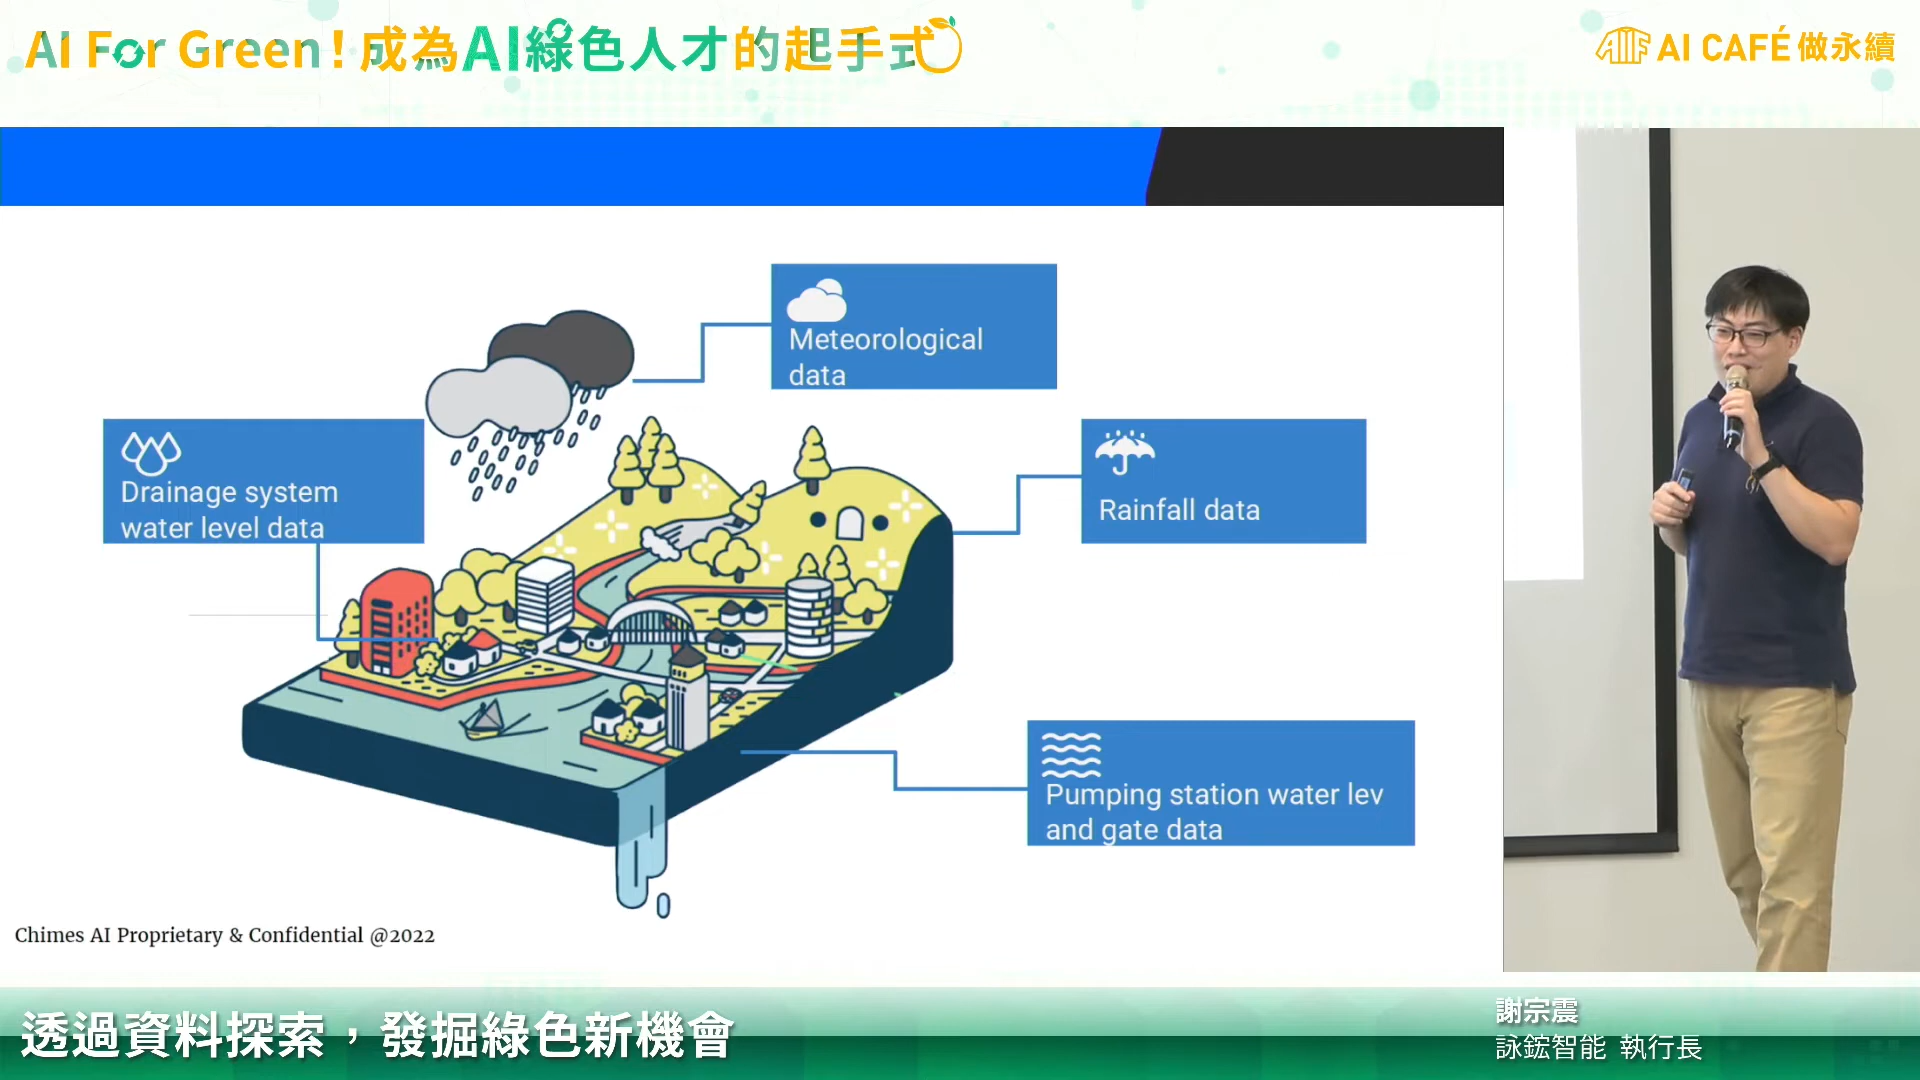 AI For Green！成為AI綠色人才的起手式
AIF AI CAFÉ 做永續
Meteorological
data
Drainage system
water level data
Rainfall data
Pumping station water lev
and gate data
Chimes AI Proprietary & Confidential @2022
透過資料探索，發掘綠色新機會
謝宗震
詠鋐智能 執行長